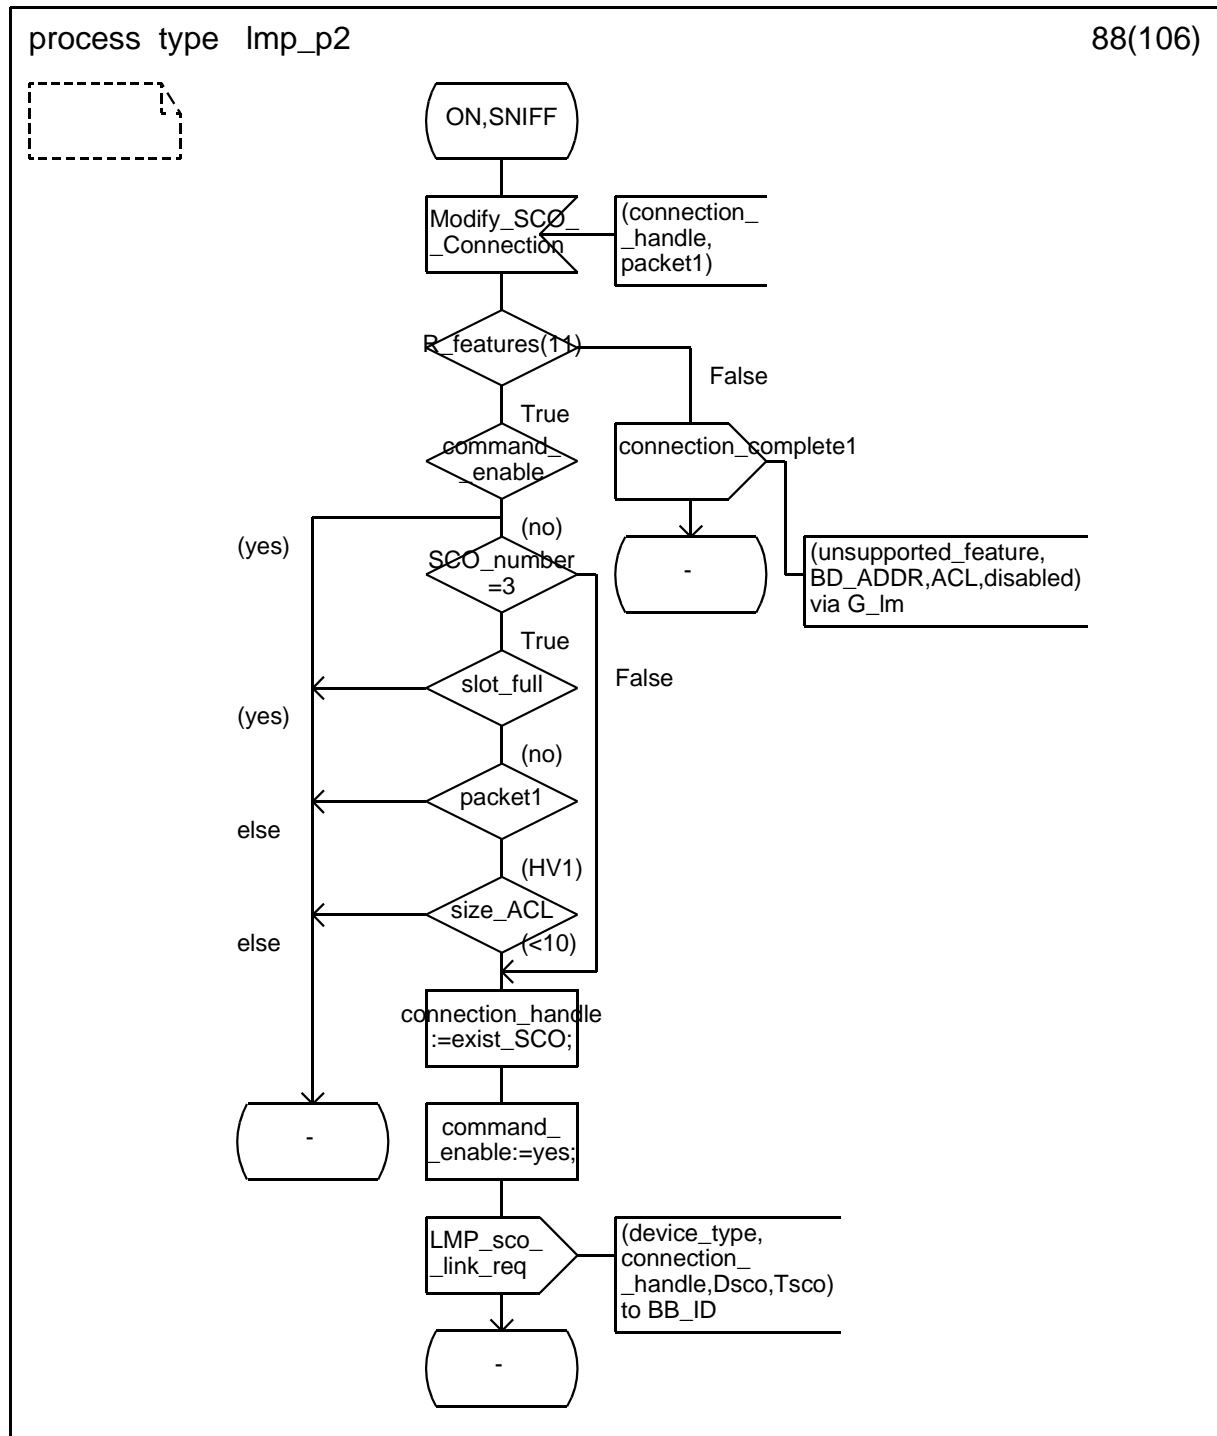 process type lmp_p2
88(106)
ON,SNIFF
Modify_SCO_
_Connection
(connection_
_handle,
packet1)
R_features(11)
False
True
command_
_enable
connection_complete1
(yes)
(no)
SCO_number
=3
-
(unsupported_feature,
BD_ADDR,ACL,disabled)
via G_lm
True
False
slot_full
(yes)
(no)
packet1
else
(HV1)
size_ACL
else
(<10)
connection_handle
:=exist_SCO;
-
command_
_enable:=yes;
LMP_sco_
_link_req
(device_type,
connection_
_handle,Dsco,Tsco)
to BB_ID
-